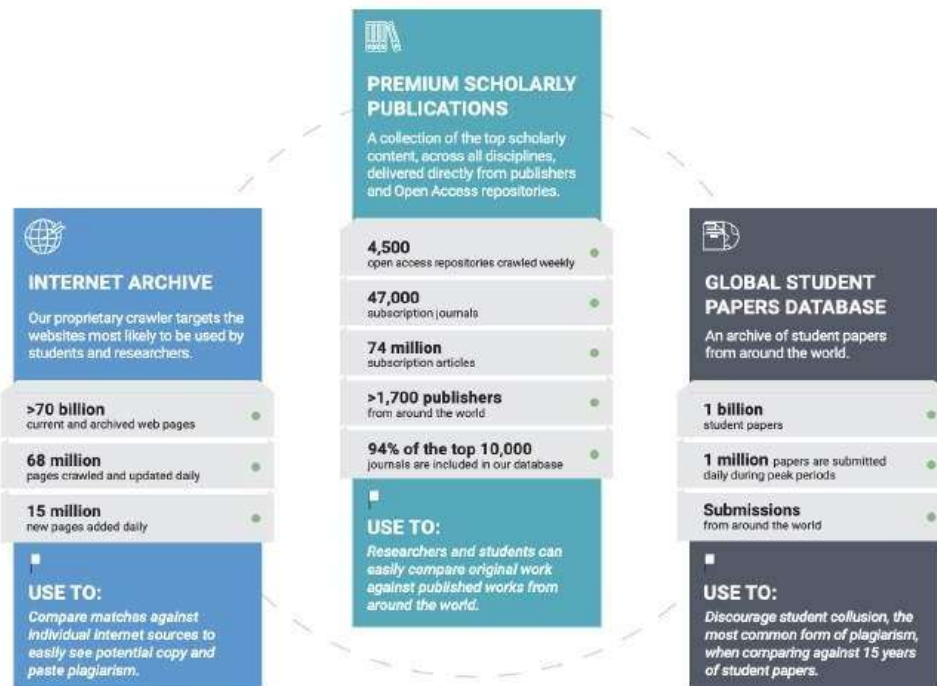 PREMIUM SCHOLARLY
PUBLICATIONS
A collection of the top scholarly
content, across all disciplines,
delivered directly from publishers
and Open Access repositories.
4,500
open access repositories crawled weekly
47,000
subscription journals
74 million
subscription articles
>1,700 publishers
from around the world
94% of the top 10,000
journals are included in our database
USE TO:
Researchers and students can
easily compare original work
against published works from
around the world.
INTERNET ARCHIVE
Our proprietary crawler targets the
websites most likely to be used by
students and researchers.
>70 billion
current and archived web pages
68 million
pages crawled and updated daily
15 million
new pages added daily
USE TO:
Compare matches against
individual internet sources to
easily see potential copy and
paste plagiarism.
GLOBAL STUDENT
PAPERS DATABASE
An archive of student papers
from around the world.
1 billion
student papers
1 million papers are submitted
daily during peak periods
Submissions
from around the world
USE TO:
Discourage student collusion, the
most common form of plagiarism,
when comparing against 15 years
of student papers.